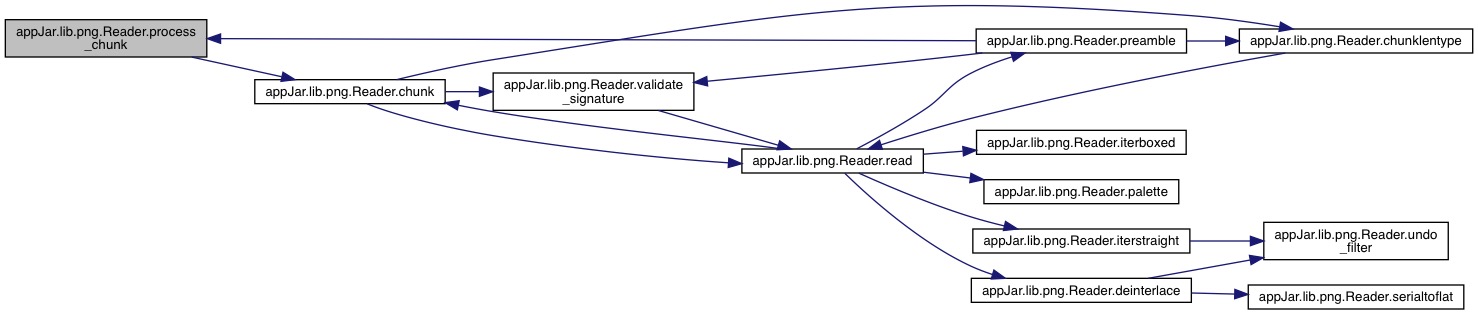 appJar.lib.png.Reader.process
_chunk
appJar.lib.png.Reader.chunk
appJar.lib.png.Reader.validate
_signature
appJar.lib.png.Reader.read
appJar.lib.png.Reader.preamble
appJar.lib.png.Reader.chunklentype
appJar.lib.png.Reader.iterboxed
appJar.lib.png.Reader.palette
appJar.lib.png.Reader.iterstraight
appJar.lib.png.Reader.undo
_filter
appJar.lib.png.Reader.deinterlace
appJar.lib.png.Reader.serialtoflat